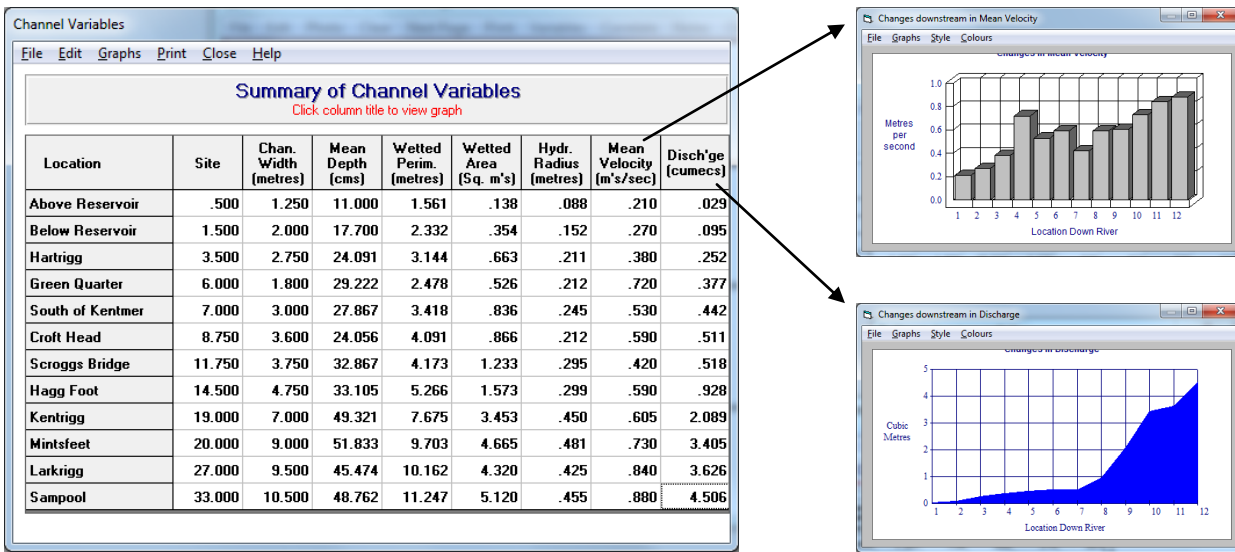 Channel Variables
File Edit Graphs Print Close Help
Summary of Channel Variables
Click column title to view graph
Location Site Chan. Width (metres) Mean Depth (cms) Wetted Perim. (metres) Wetted Area (Sq. m's) Hydr. Radius (metres) Mean Velocity (m's/sec) Disch'ge (cumecs)
Above Reservoir .500 1.250 11.000 1.561 .138 .088 .210 .029
Below Reservoir 1.500 2.000 17.700 2.332 .354 .152 .270 .095
Hartrigg 3.500 2.750 24.091 3.144 .663 .211 .380 .252
Green Quarter 6.000 1.800 29.222 2.478 .526 .212 .720 .377
South of Kentmer 7.000 3.000 27.867 3.418 .836 .245 .530 .442
Croft Head 8.750 3.600 24.056 4.091 .866 .212 .590 .511
Scroggs Bridge 11.750 3.750 32.867 4.173 1.233 .295 .420 .518
Hagg Foot 14.500 4.750 33.105 5.266 1.573 .299 .590 .928
Kentrigg 19.000 7.000 49.321 7.675 3.453 .450 .605 2.089
Mintsfeet 20.000 9.000 51.833 9.703 4.665 .481 .730 3.405
Larkrigg 27.000 9.500 45.474 10.162 4.320 .425 .840 3.626
Sampool 33.000 10.500 48.762 11.247 5.120 .455 .880 4.506
Changes downstream in Mean Velocity
File Graphs Style Colours
Changes in Mean Velocity
1.0
0.8
Metres per second
0.6
0.4
0.2
0.0
1 2 3 4 5 6 7 8 9 10 11 12
Location Down River
Changes downstream in Discharge
File Graphs Style Colours
Changes in Discharge
5
4
Cubic Metres
3
2
1
0
1 2 3 4 5 6 7 8 9 10 11 12
Location Down River